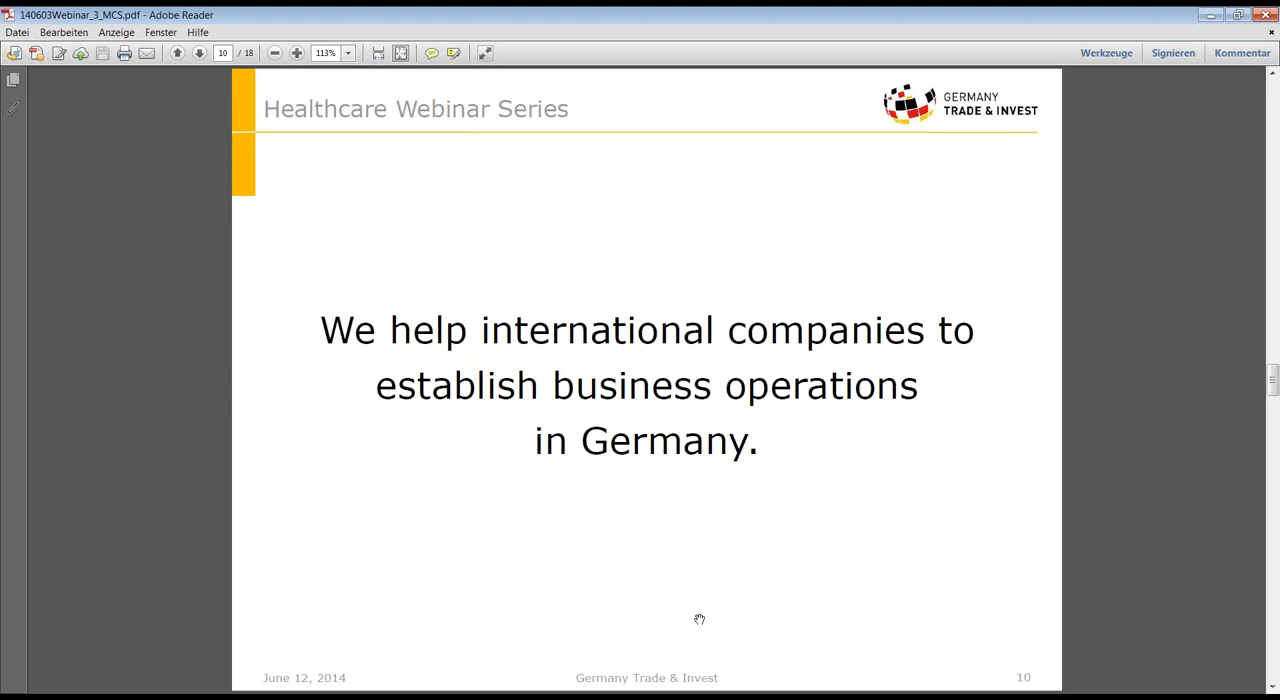 140603Webinar_3_MCS.pdf - Adobe Reader
Datei Bearbeiten Anzeige Fenster Hilfe
10 / 18 113% Werkzeuge Signieren Kommentar
Healthcare Webinar Series
GERMANY
TRADE & INVEST
We help international companies to
establish business operations
in Germany.
June 12, 2014 Germany Trade & Invest 10